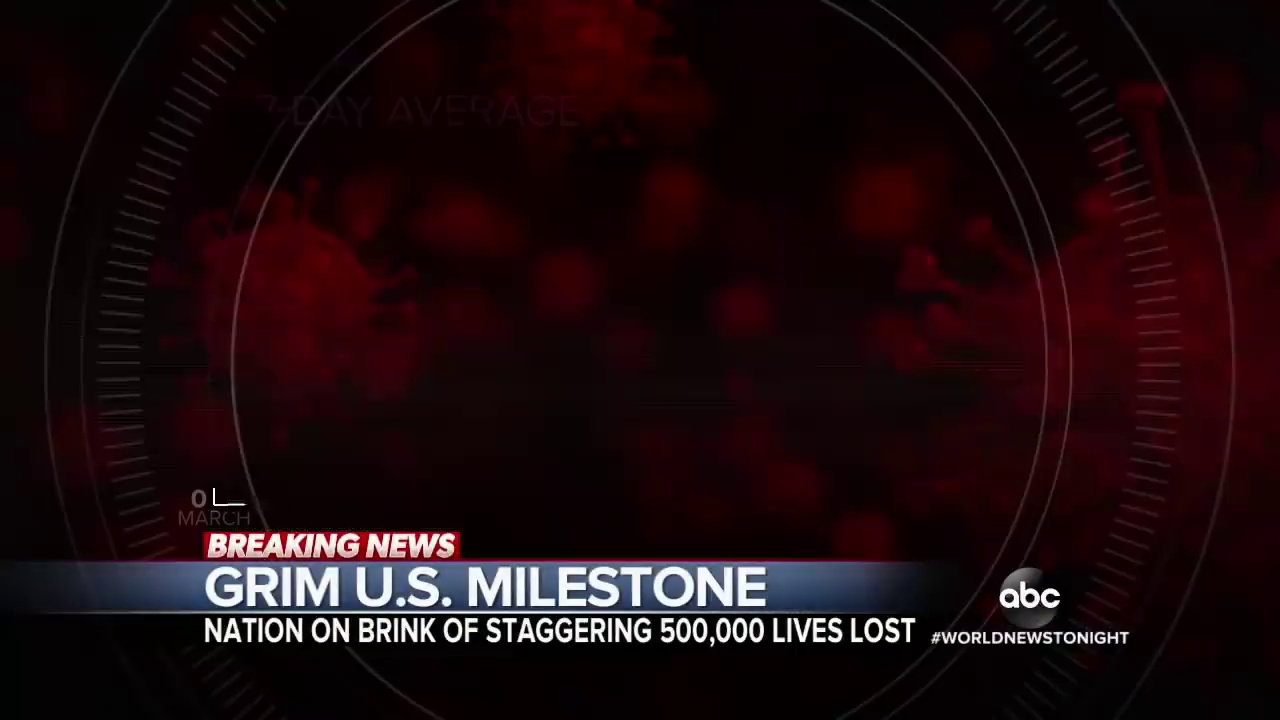 7-DAY AVERAGE
0
MARCH
BREAKING NEWS
GRIM U.S. MILESTONE
NATION ON BRINK OF STAGGERING 500,000 LIVES LOST
abc
#WORLDNEWSTONIGHT